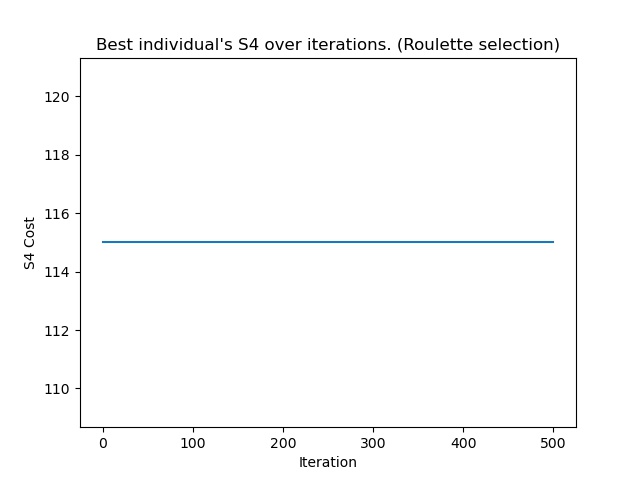 Best individual's S4 over iterations. (Roulette selection)
120
118
116
114
112
110
S4 Cost
0 100 200 300 400 500
Iteration